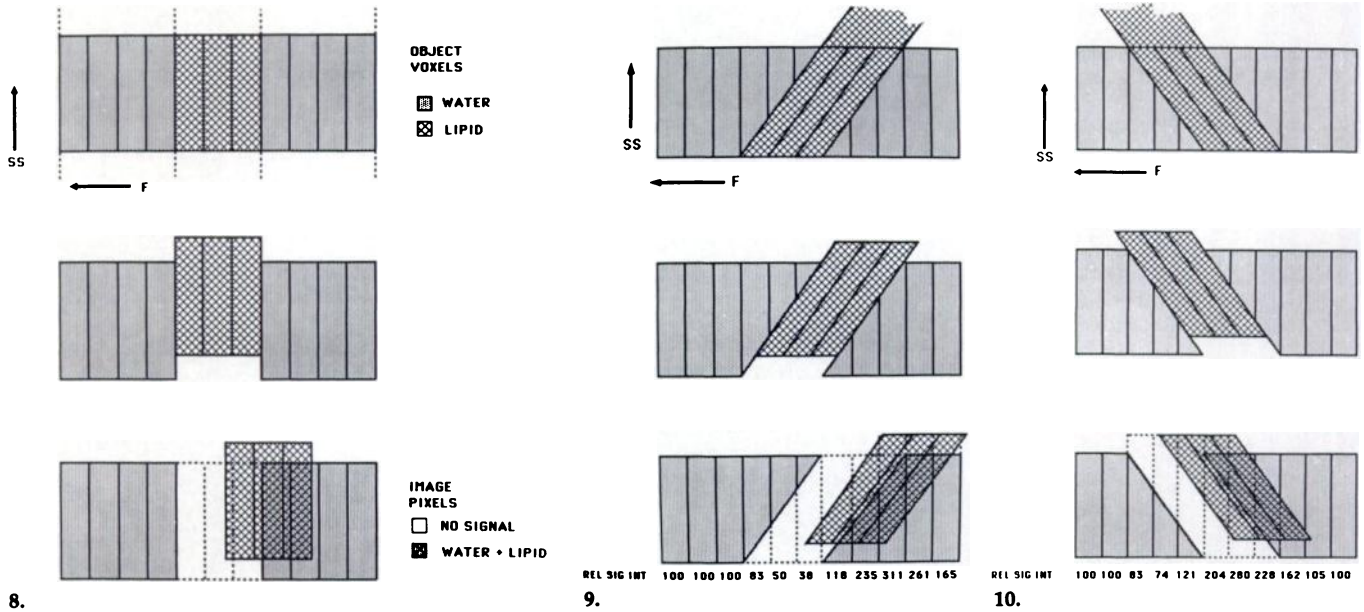 OBJECT
VOXELS
WATER
LIPID
SS
F
IMAGE
PIXELS
NO SIGNAL
WATER + LIPID
8.
SS
F
REL SIG INT 100 100 100 83 50 38 118 235 311 261 165
9.
SS
F
REL SIG INT 100 100 83 74 121 204 280 228 162 105 100
10.